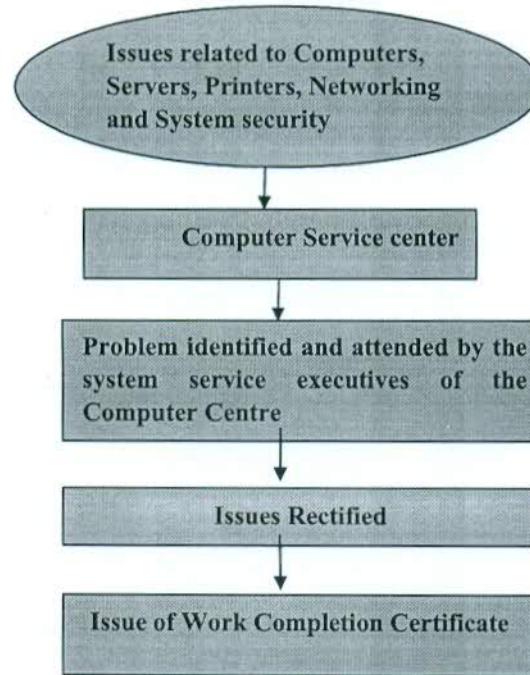 Issues related to Computers,
Servers, Printers, Networking
and System security
Computer Service center
Problem identified and attended by the
system service executives of the
Computer Centre
Issues Rectified
Issue of Work Completion Certificate